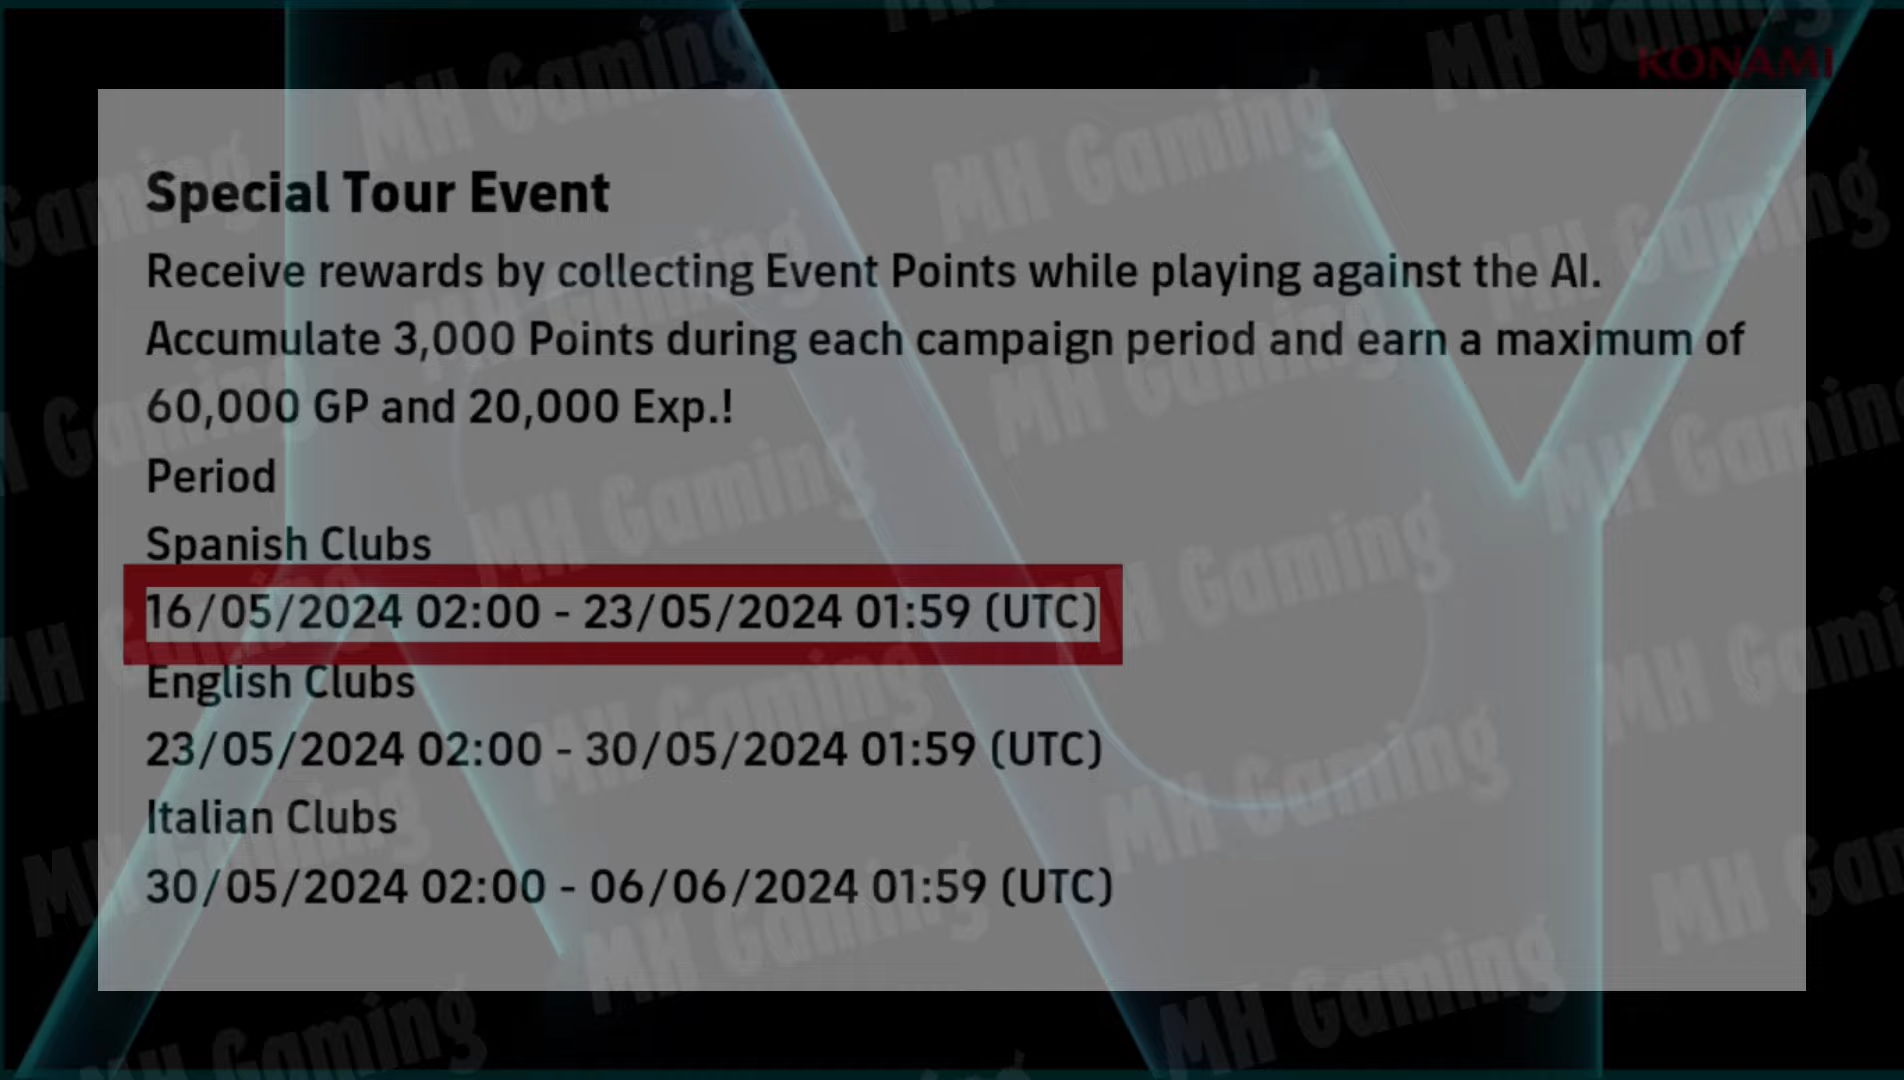 KONAMI
Special Tour Event
Receive rewards by collecting Event Points while playing against the AI.
Accumulate 3,000 Points during each campaign period and earn a maximum of
60,000 GP and 20,000 Exp.!
Period
Spanish Clubs
16/05/2024 02:00 - 23/05/2024 01:59 (UTC)
English Clubs
23/05/2024 02:00 - 30/05/2024 01:59 (UTC)
Italian Clubs
30/05/2024 02:00 - 06/06/2024 01:59 (UTC)
MH Gaming